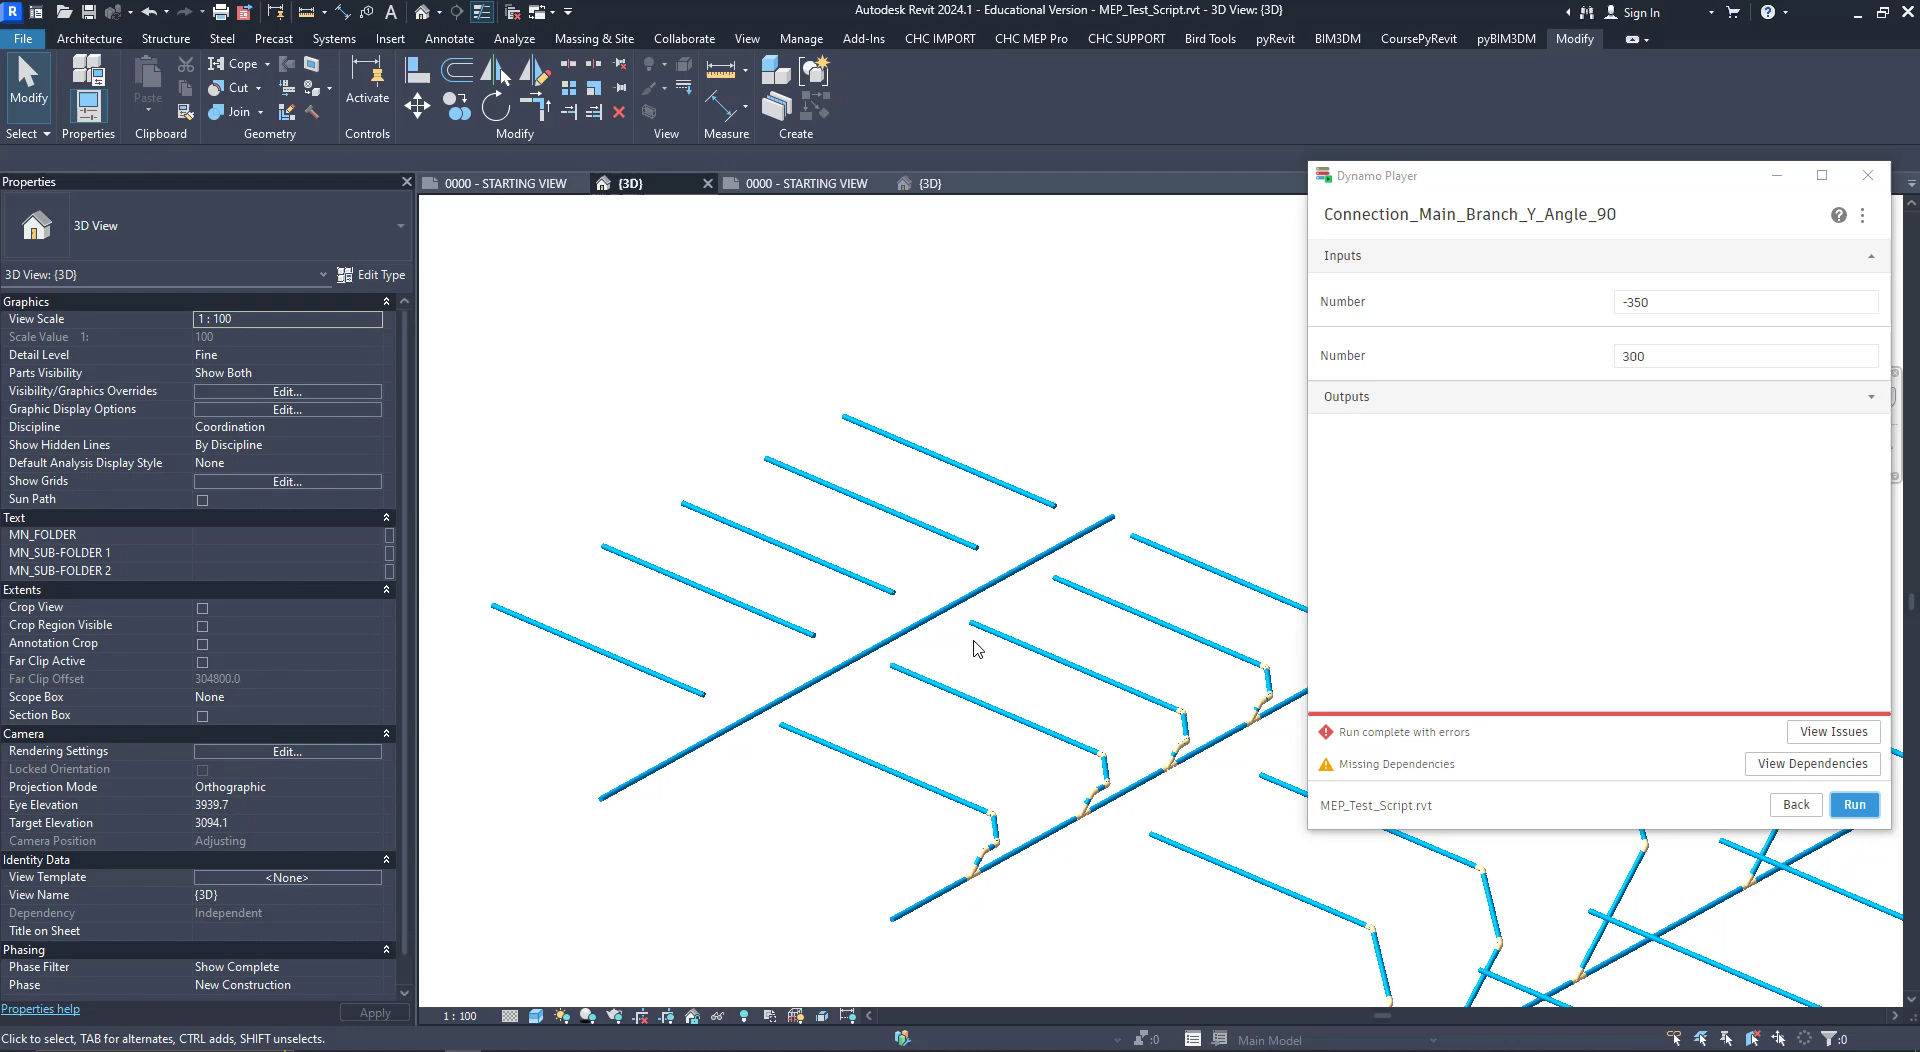 Autodesk Revit 2024.1 - Educational Version - MEP_Test_Script.rvt - 3D View: {3D}
Sign In
File Architecture Structure Steel Precast Systems Insert Annotate Analyze Massing & Site Collaborate View Manage Add-Ins CHC IMPORT CHC MEP Pro CHC SUPPORT Bird Tools pyRevit BIM3DM CoursePyRevit pyBIM3DM Modify
Modify
Paste
Cope
Cut
Join
Activate
Select Properties Clipboard Geometry Controls Modify View Measure Create
Properties
0000 - STARTING VIEW {3D} 0000 - STARTING VIEW {3D}
3D View
3D View: {3D} Edit Type
Graphics
View Scale 1 : 100
Scale Value 1: 100
Detail Level Fine
Parts Visibility Show Both
Visibility/Graphics Overrides Edit...
Graphic Display Options Edit...
Discipline Coordination
Show Hidden Lines By Discipline
Default Analysis Display Style None
Show Grids Edit...
Sun Path
Text
MN_FOLDER
MN_SUB-FOLDER 1
MN_SUB-FOLDER 2
Extents
Crop View
Crop Region Visible
Annotation Crop
Far Clip Active
Far Clip Offset 304800.0
Scope Box None
Section Box
Camera
Rendering Settings Edit...
Locked Orientation
Projection Mode Orthographic
Eye Elevation 3939.7
Target Elevation 3094.1
Camera Position Adjusting
Identity Data
View Template <None>
View Name {3D}
Dependency Independent
Title on Sheet
Phasing
Phase Filter Show Complete
Phase New Construction
Properties help Apply
Dynamo Player
Connection_Main_Branch_Y_Angle_90
Inputs
Number -350
Number 300
Outputs
Run complete with errors View Issues
Missing Dependencies View Dependencies
MEP_Test_Script.rvt Back Run
1 : 100
Click to select, TAB for alternates, CTRL adds, SHIFT unselects. :0 Main Model :0